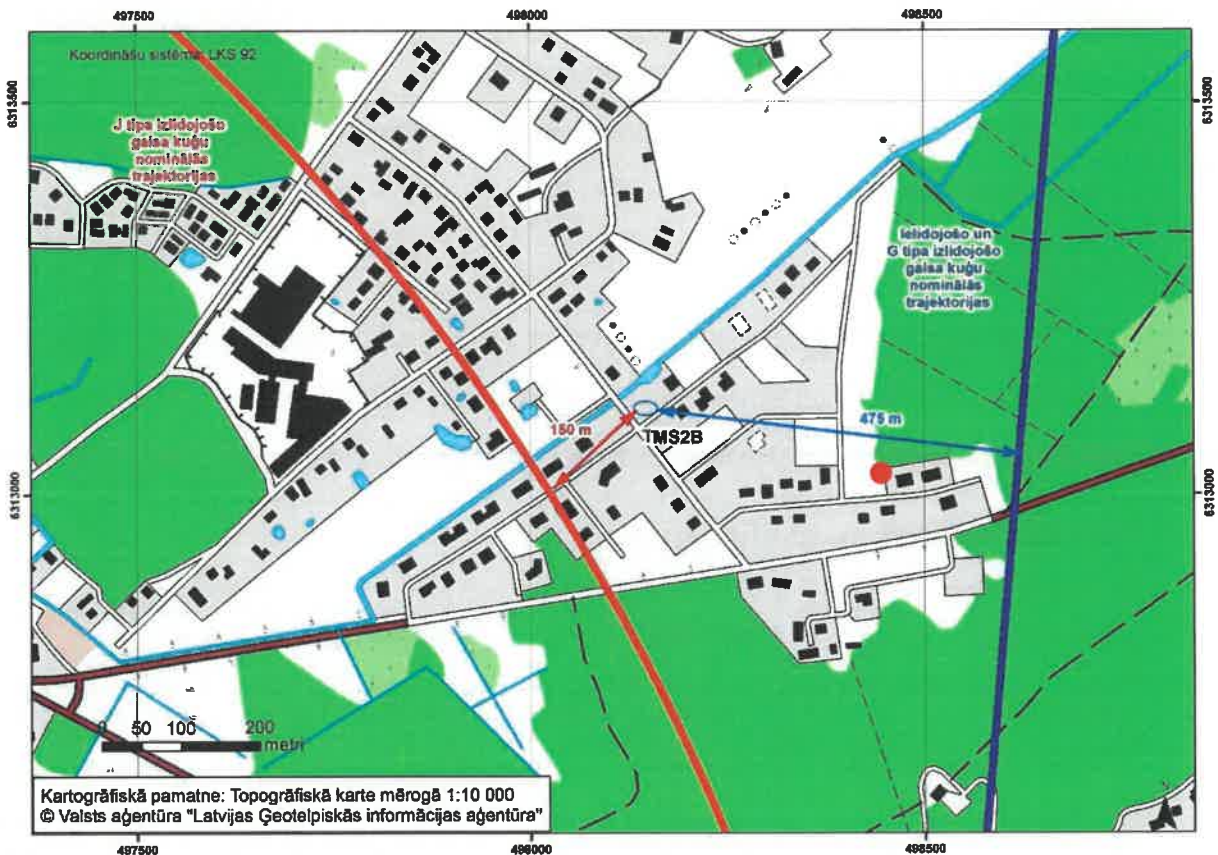 497500
498000
498500
Koordinātu sistēma: LKS 92
6313500
6313500
J tipa izlidojošo
gaisa kuģu
nominālās
trajektorijas
Ielidojošo un
G tipa izlidojošo
gaisa kuģu
nominālās
trajektorijas
150 m
TMS2B
475 m
6313000
6313000
0 50 100 200
metri
Kartogrāfiskā pamatne: Topogrāfiskā karte mērogā 1:10 000
© Valsts aģentūra "Latvijas Ģeotelpiskās informācijas aģentūra"
497500
498000
498500